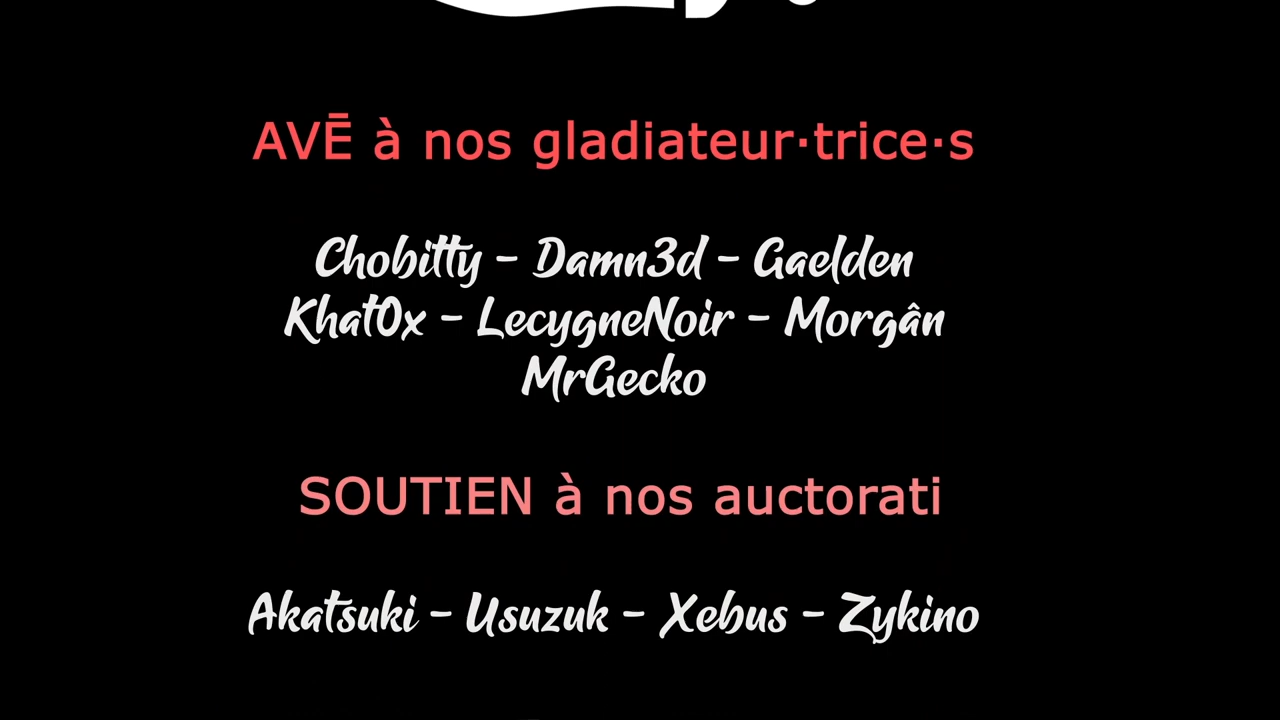 AVĒ à nos gladiateur·trice·s
Chobitty - Damn3d - Gaelden
Khat0x - LecygneNoir - Morgân
MrGecko
SOUTIEN à nos auctorati
Akatsuki - Usuzuk - Xebus - Zykino